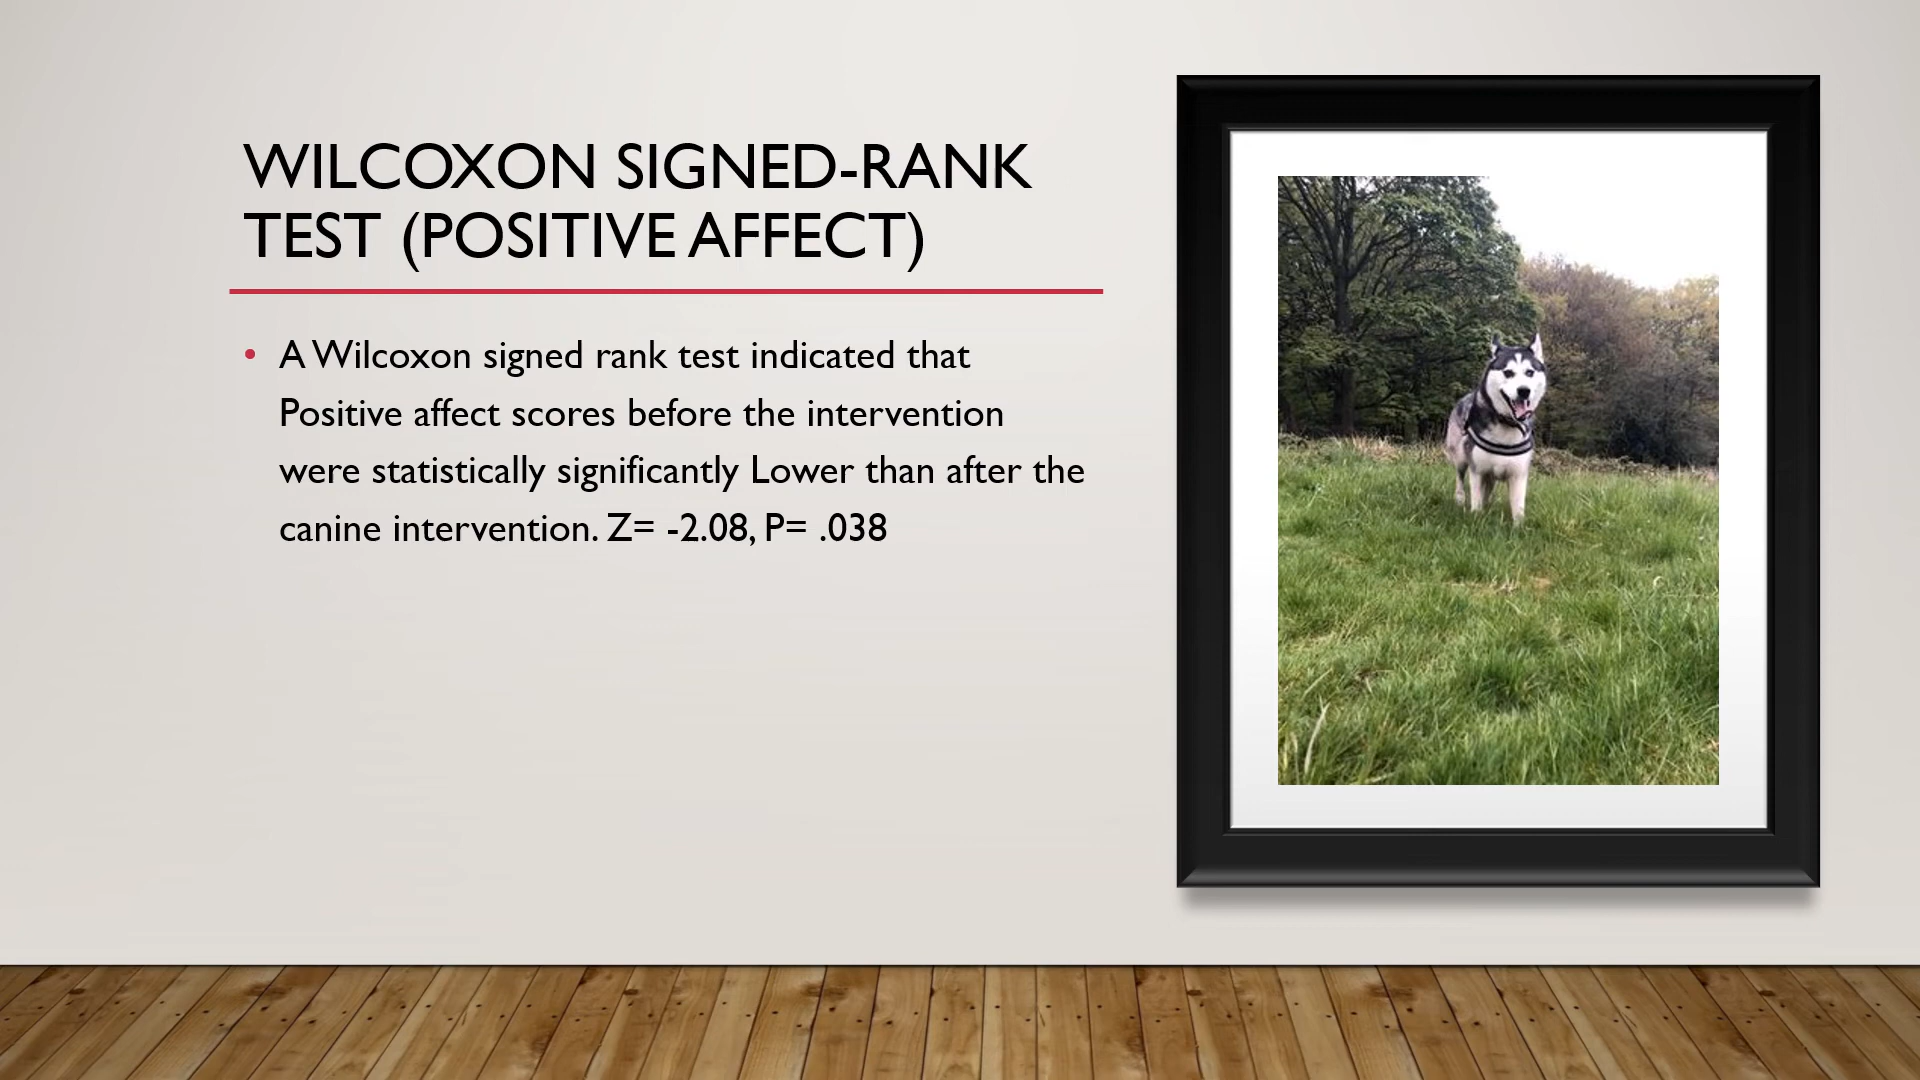 WILCOXON SIGNED-RANK
TEST (POSITIVE AFFECT)
• A Wilcoxon signed rank test indicated that
Positive affect scores before the intervention
were statistically significantly Lower than after the
canine intervention. Z= -2.08, P= .038